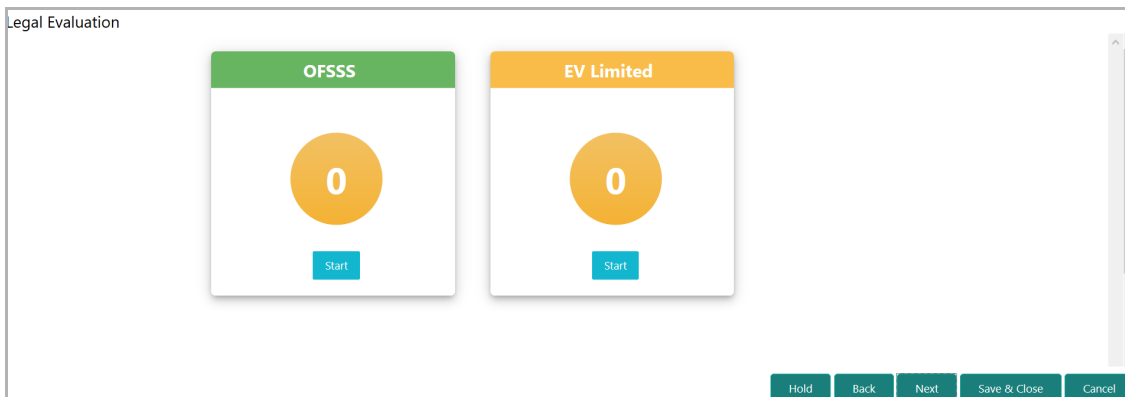 Legal Evaluation
OFSSS
EV Limited
0
0
Start
Start
Hold
Back
Next
Save & Close
Cancel